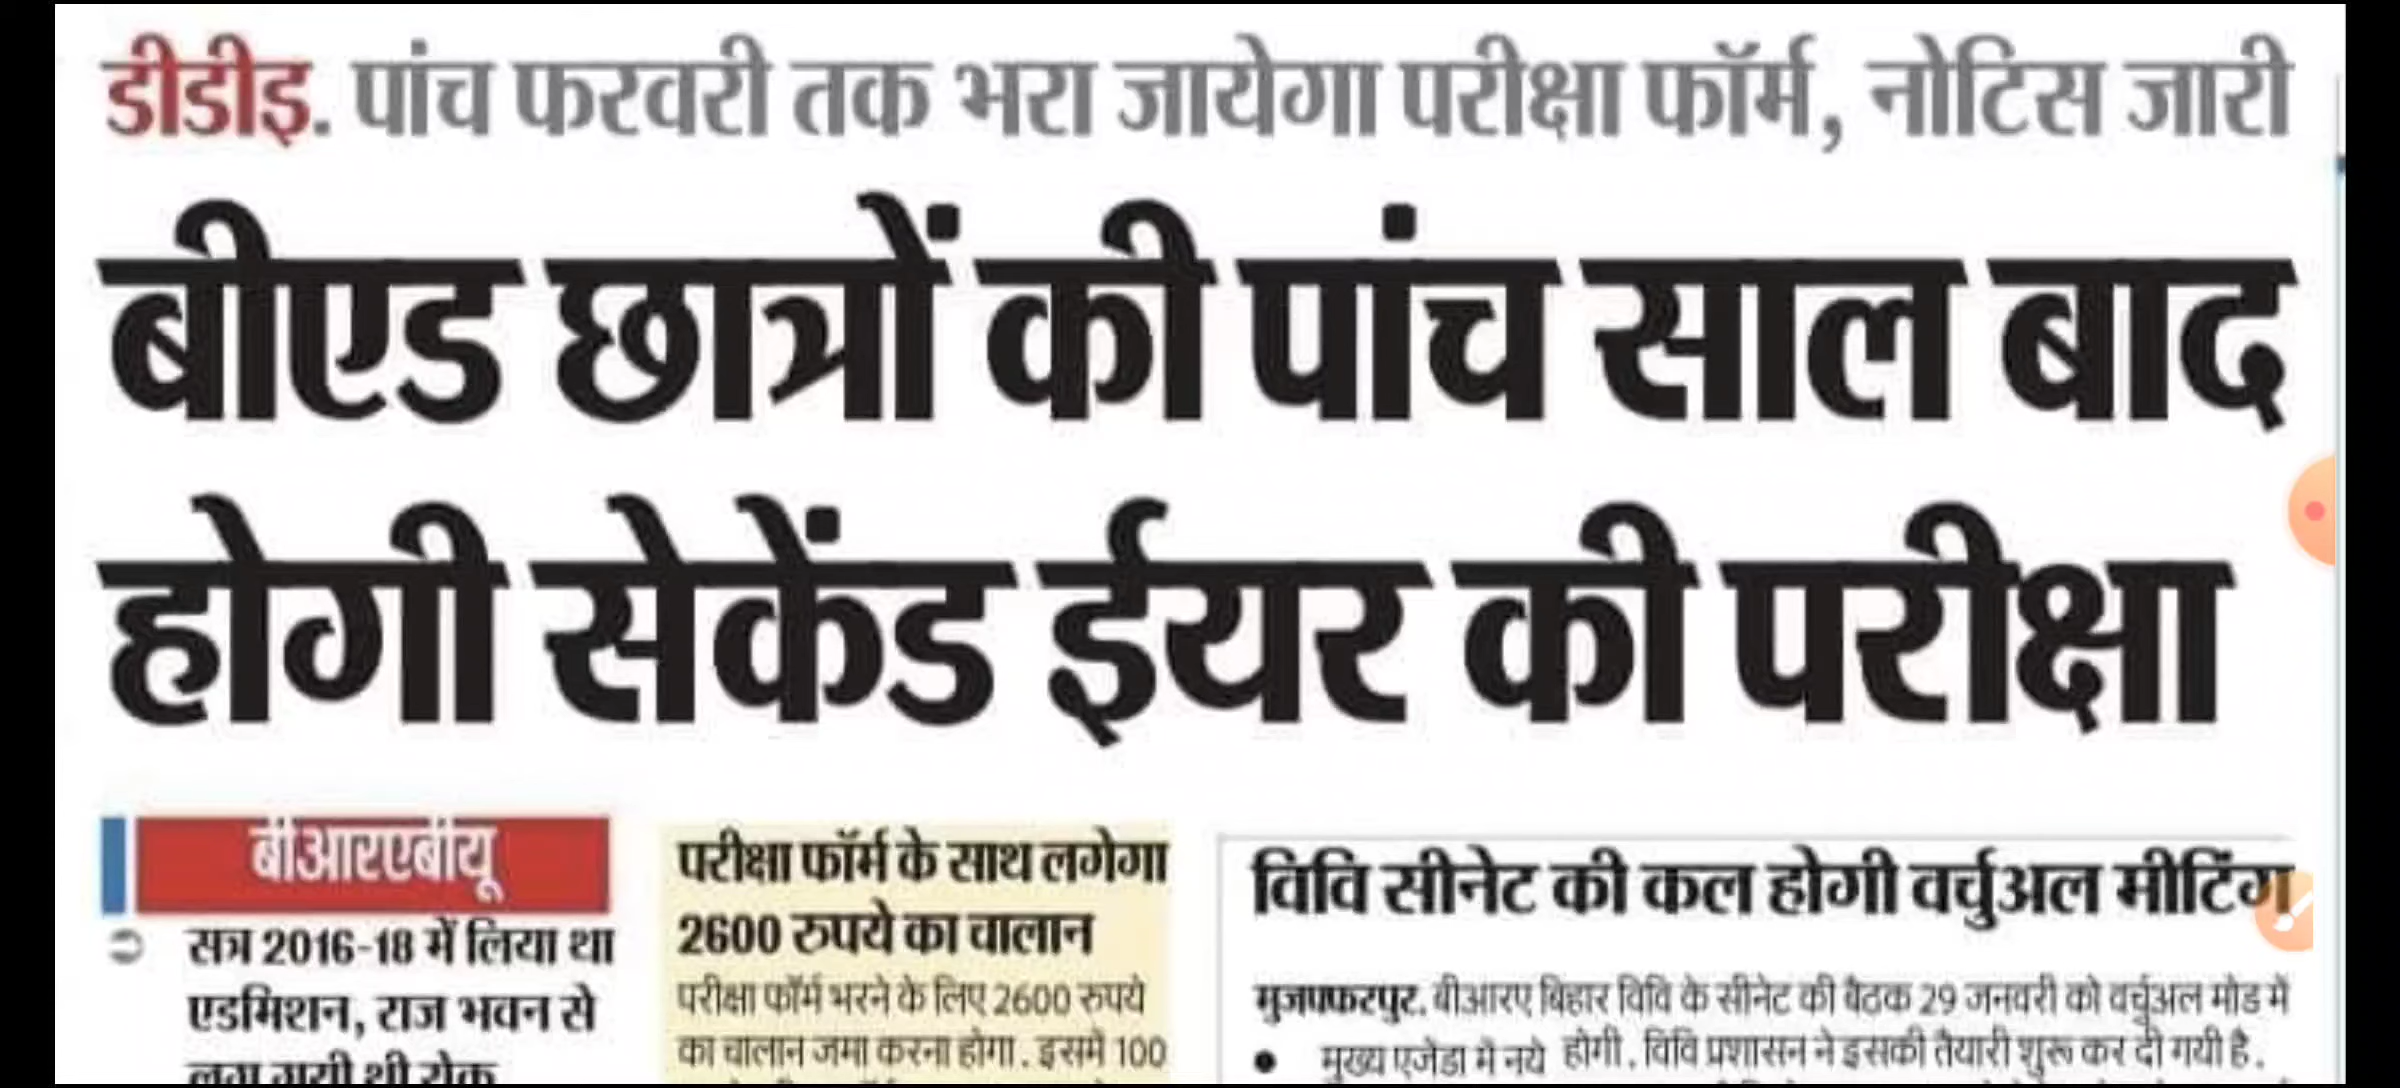 डीडीइ. पांच फरवरी तक भरा जायेगा परीक्षा फॉर्म, नोटिस जारी
बीएड छात्रों की पांच साल बाद
होगी सेकेंड ईयर की परीक्षा
बीआरएबीयू
सत्र 2016-18 में लिया था
एडमिशन, राज भवन से
लग गयी थी रोक
परीक्षा फॉर्म के साथ लगेगा
2600 रुपये का चालान
परीक्षा फॉर्म भरने के लिए 2600 रुपये
का चालान जमा करना होगा. इसमें 100
विवि सीनेट की कल होगी वर्चुअल मीटिंग
मुजफ्फरपुर. बीआरए बिहार विवि के सीनेट की बैठक 29 जनवरी को वर्चुअल मोड में
● मुख्य एजेंडा में नये होगी. विवि प्रशासन ने इसकी तैयारी शुरू कर दी गयी है.